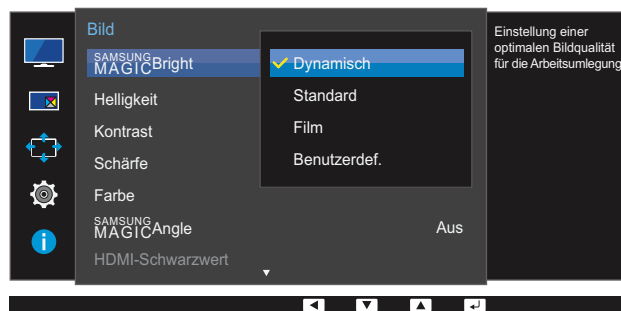 Bild
SAMSUNG MAGICBright
Helligkeit
Kontrast
Schärfe
Farbe
SAMSUNG MAGICAngle Aus
HDMI-Schwarzwert
Dynamisch
Standard
Film
Benutzerdef.
Einstellung einer
optimalen Bildqualität
für die Arbeitsumlegung